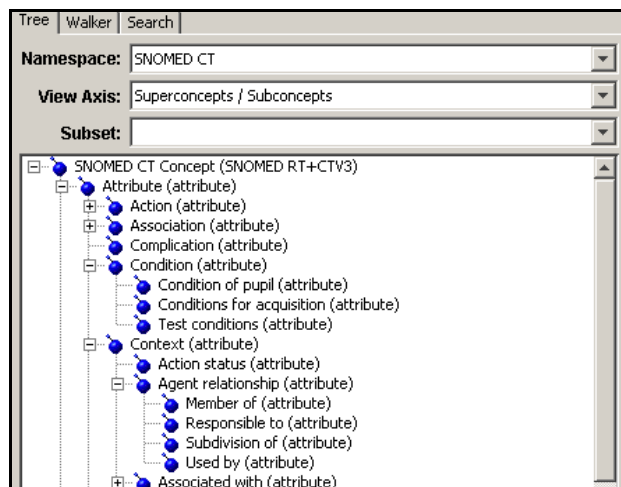 Tree Walker Search
Namespace: SNOMED CT
View Axis: Superconcepts / Subconcepts
Subset:
SNOMED CT Concept (SNOMED RT+CTV3)
Attribute (attribute)
Action (attribute)
Association (attribute)
Complication (attribute)
Condition (attribute)
Condition of pupil (attribute)
Conditions for acquisition (attribute)
Test conditions (attribute)
Context (attribute)
Action status (attribute)
Agent relationship (attribute)
Member of (attribute)
Responsible to (attribute)
Subdivision of (attribute)
Used by (attribute)
Associated with (attribute)